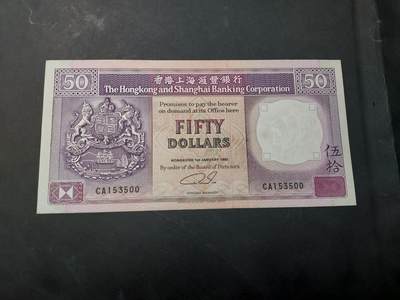 50 香港上海滙豐銀行 50
The Hongkong and Shanghai Banking Corporation
Promises to pay the bearer
on demand at its Office here
FIFTY
DOLLARS
By order of the Board of Directors
伍拾
CA153500 CA153500